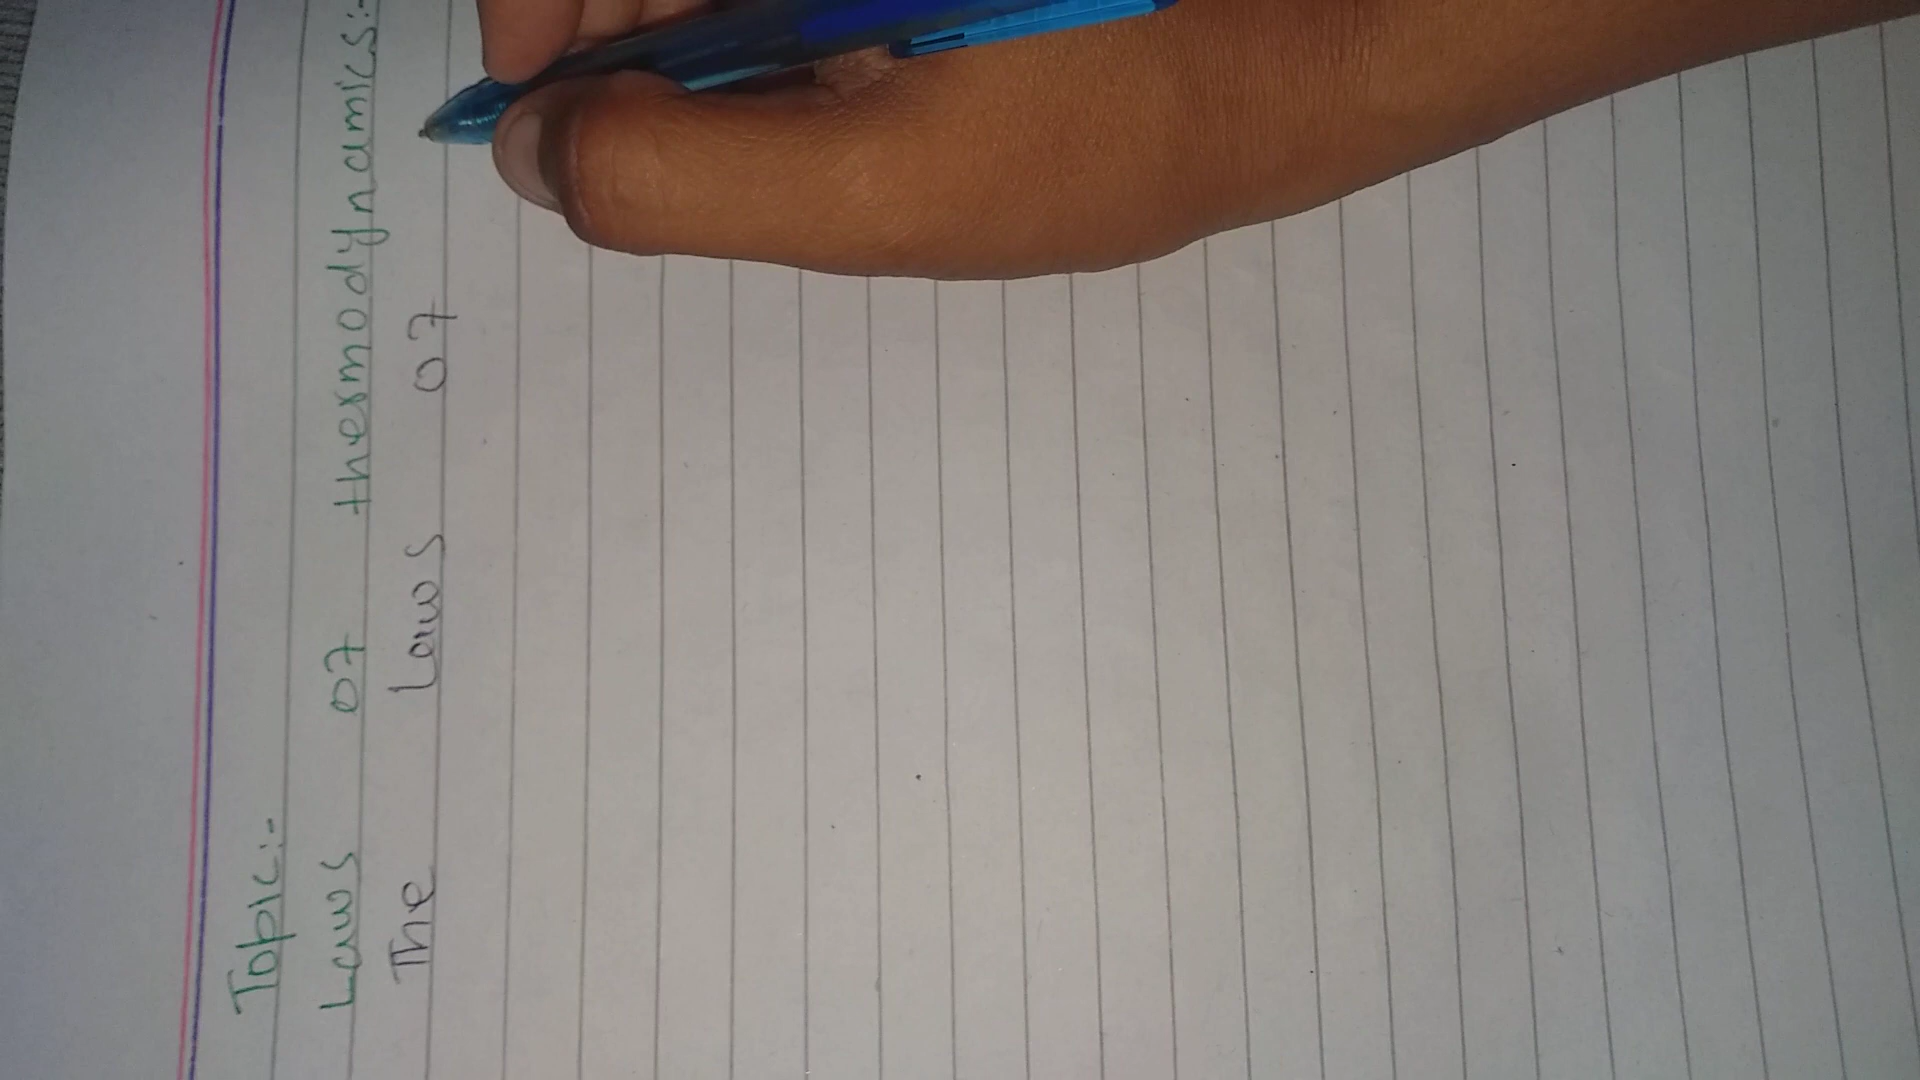 Topic:-
Laws of thermodynamics:-
The Laws of